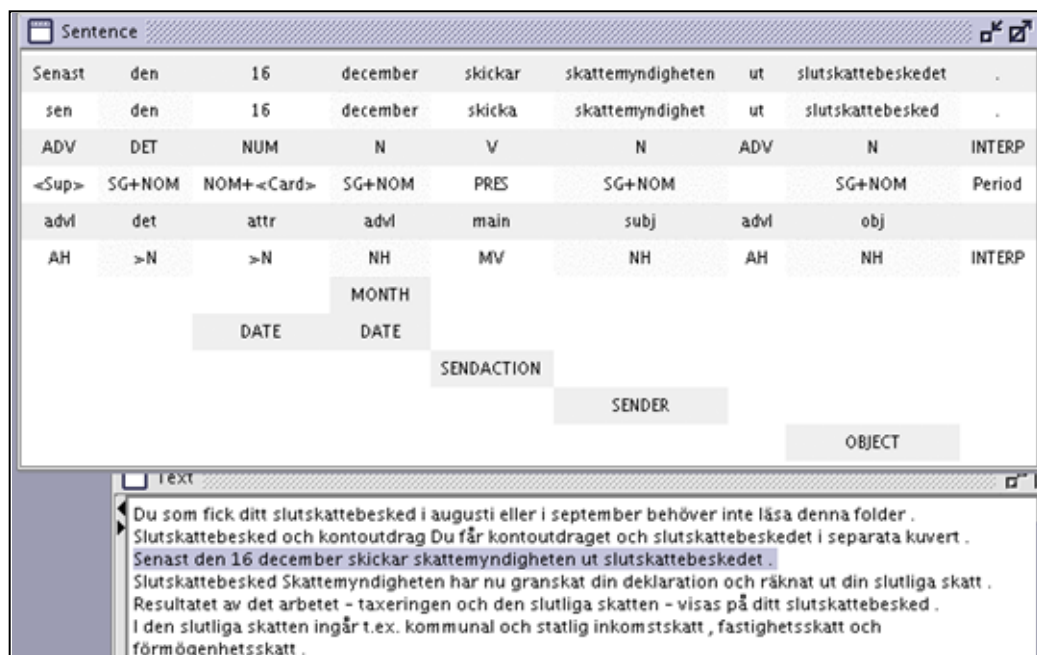 Sentence
Senast den 16 december skickar skattemyndigheten ut slutskattebeskedet .
sen den 16 december skicka skattemyndighet ut slutskattebesked .
ADV DET NUM N V N ADV N INTERP
<Sup> SG+NOM NOM+<Card> SG+NOM PRES SG+NOM SG+NOM Period
advl det attr advl main subj advl obj
AH >N >N NH MV NH AH NH INTERP
MONTH
DATE DATE
SENDACTION
SENDER
OBJECT
Text
Du som fick ditt slutskattebesked i augusti eller i september behöver inte läsa denna folder .
Slutskattebesked och kontoutdrag Du får kontoutdraget och slutskattebeskedet i separata kuvert .
Senast den 16 december skickar skattemyndigheten ut slutskattebeskedet .
Slutskattebesked Skattemyndigheten har nu granskat din deklaration och räknat ut din slutliga skatt .
Resultatet av det arbetet - taxeringen och den slutliga skatten - visas på ditt slutskattebesked .
I den slutliga skatten ingår t.ex. kommunal och statlig inkomstskatt , fastighetsskatt och
förmögenhetsskatt .